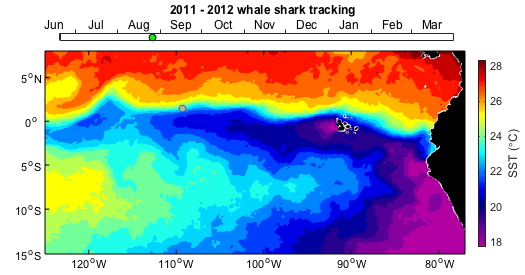 2011 - 2012 whale shark tracking
Jun Jul Aug Sep Oct Nov Dec Jan Feb Mar
5°N
0°
5°S
10°S
15°S
120°W 110°W 100°W 90°W 80°W
28
26
24
22
20
18
SST (°C)